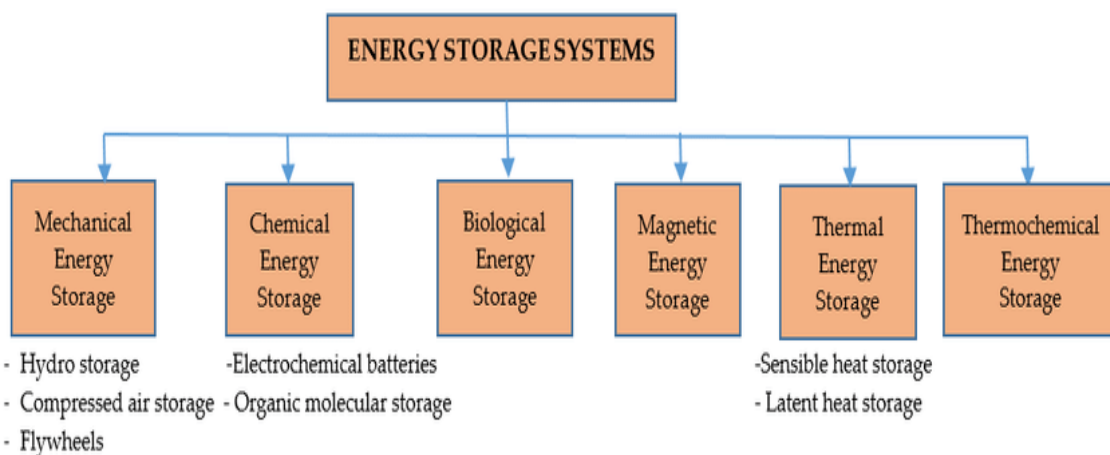 ENERGY STORAGE SYSTEMS
Mechanical
Energy
Storage
Chemical
Energy
Storage
Biological
Energy
Storage
Magnetic
Energy
Storage
Thermal
Energy
Storage
Thermochemical
Energy
Storage
- Hydro storage
- Compressed air storage
- Flywheels
-Electrochemical batteries
- Organic molecular storage
-Sensible heat storage
- Latent heat storage